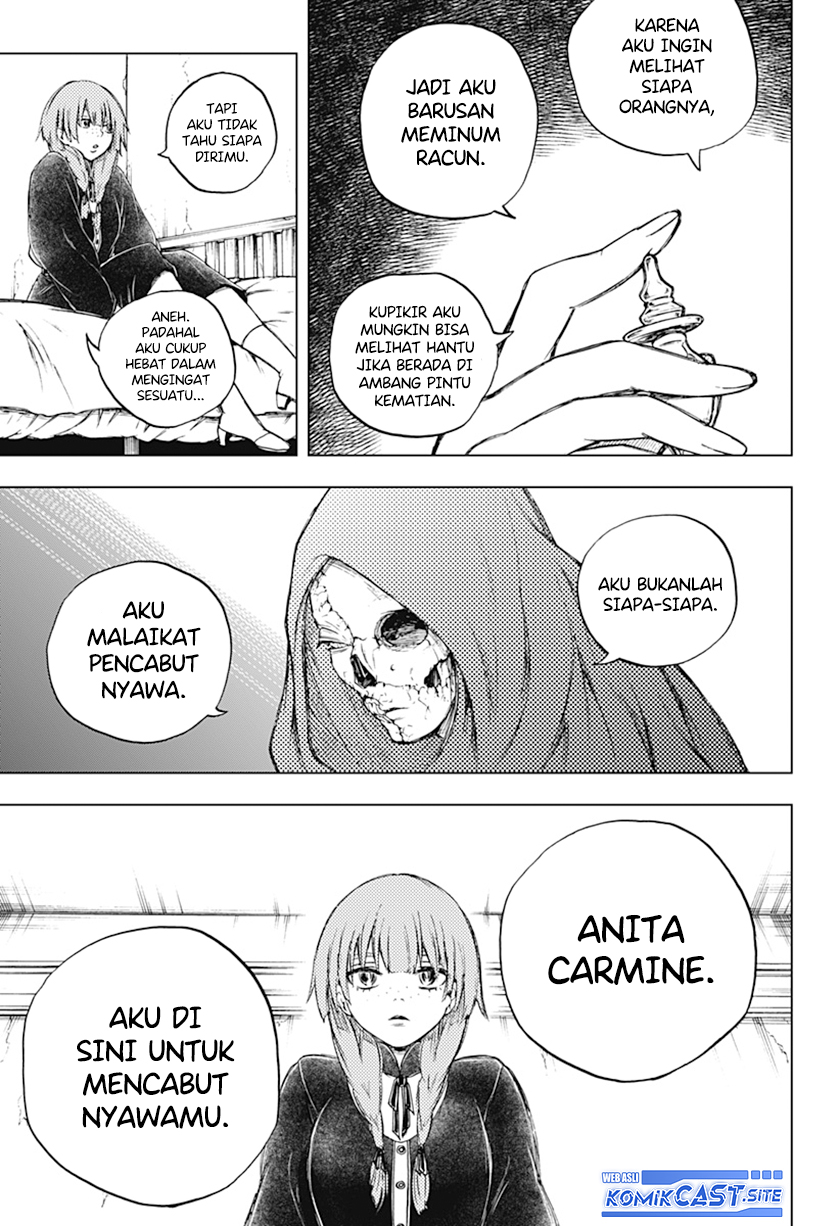 KARENA
AKU INGIN
MELIHAT
SIAPA
ORANGNYA,
JADI AKU
BARUSAN
MEMINUM
RACUN.
KUPIKIR AKU
MUNGKIN BISA
MELIHAT HANTU
JIKA BERADA DI
AMBANG PINTU
KEMATIAN.
TAPI
AKU TIDAK
TAHU SIAPA
DIRIMU.
ANEH.
PADAHAL
AKU CUKUP
HEBAT DALAM
MENGINGAT
SESUATU...
AKU BUKANLAH
SIAPA-SIAPA.
AKU
MALAIKAT
PENCABUT
NYAWA.
ANITA
CARMINE.
AKU DI
SINI UNTUK
MENCABUT
NYAWAMU.
WEB ASLI
KOMIKCAST.SITE